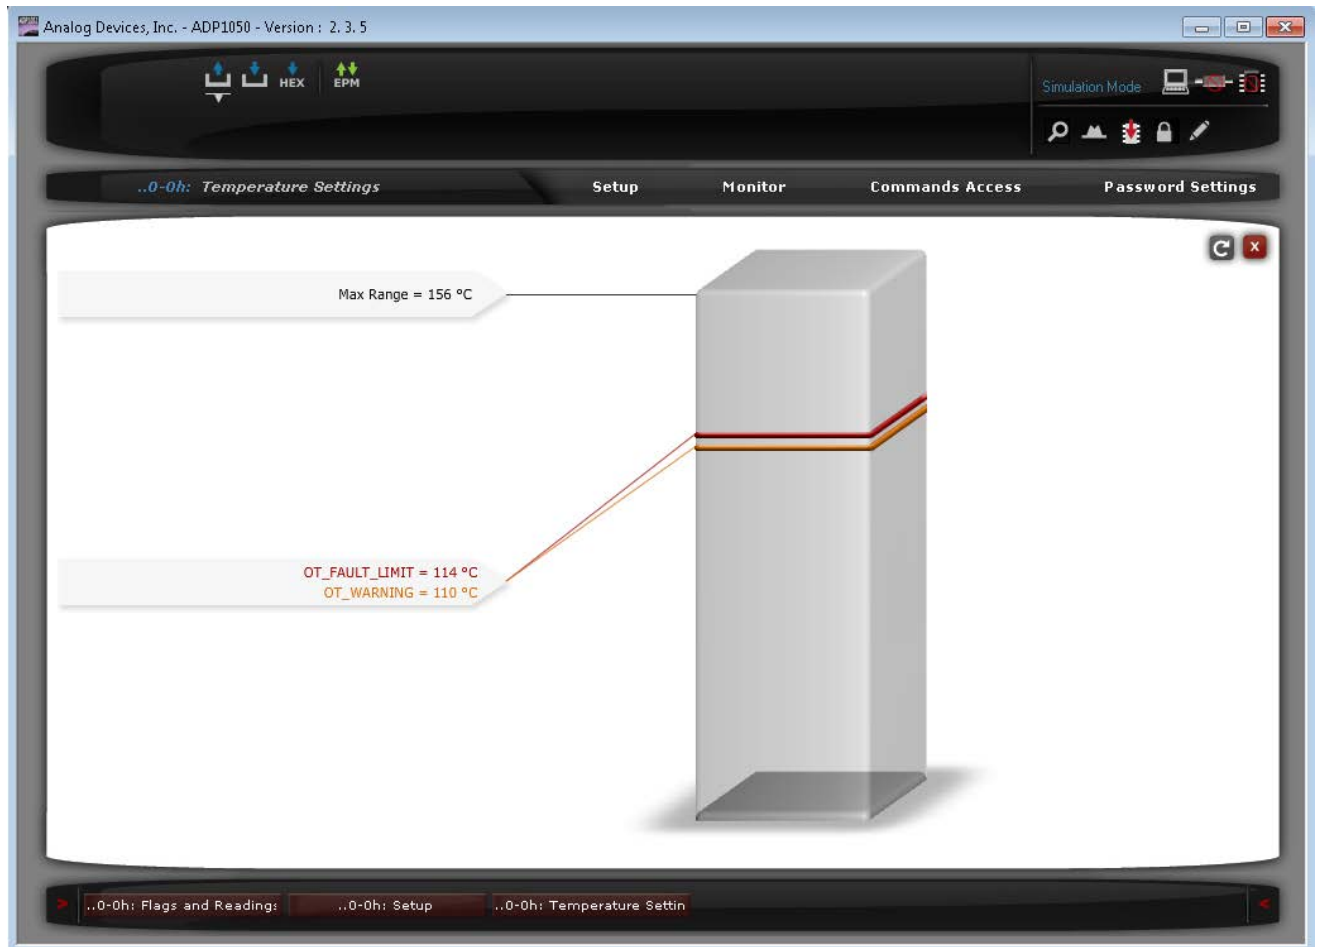 Analog Devices, Inc. - ADP1050 - Version : 2. 3. 5
HEX
EPM
Simulation Mode
..0-0h: Temperature Settings
Setup
Monitor
Commands Access
Password Settings
Max Range = 156 °C
OT_FAULT_LIMIT = 114 °C
OT_WARNING = 110 °C
..0-0h: Flags and Readings
..0-0h: Setup
..0-0h: Temperature Settin